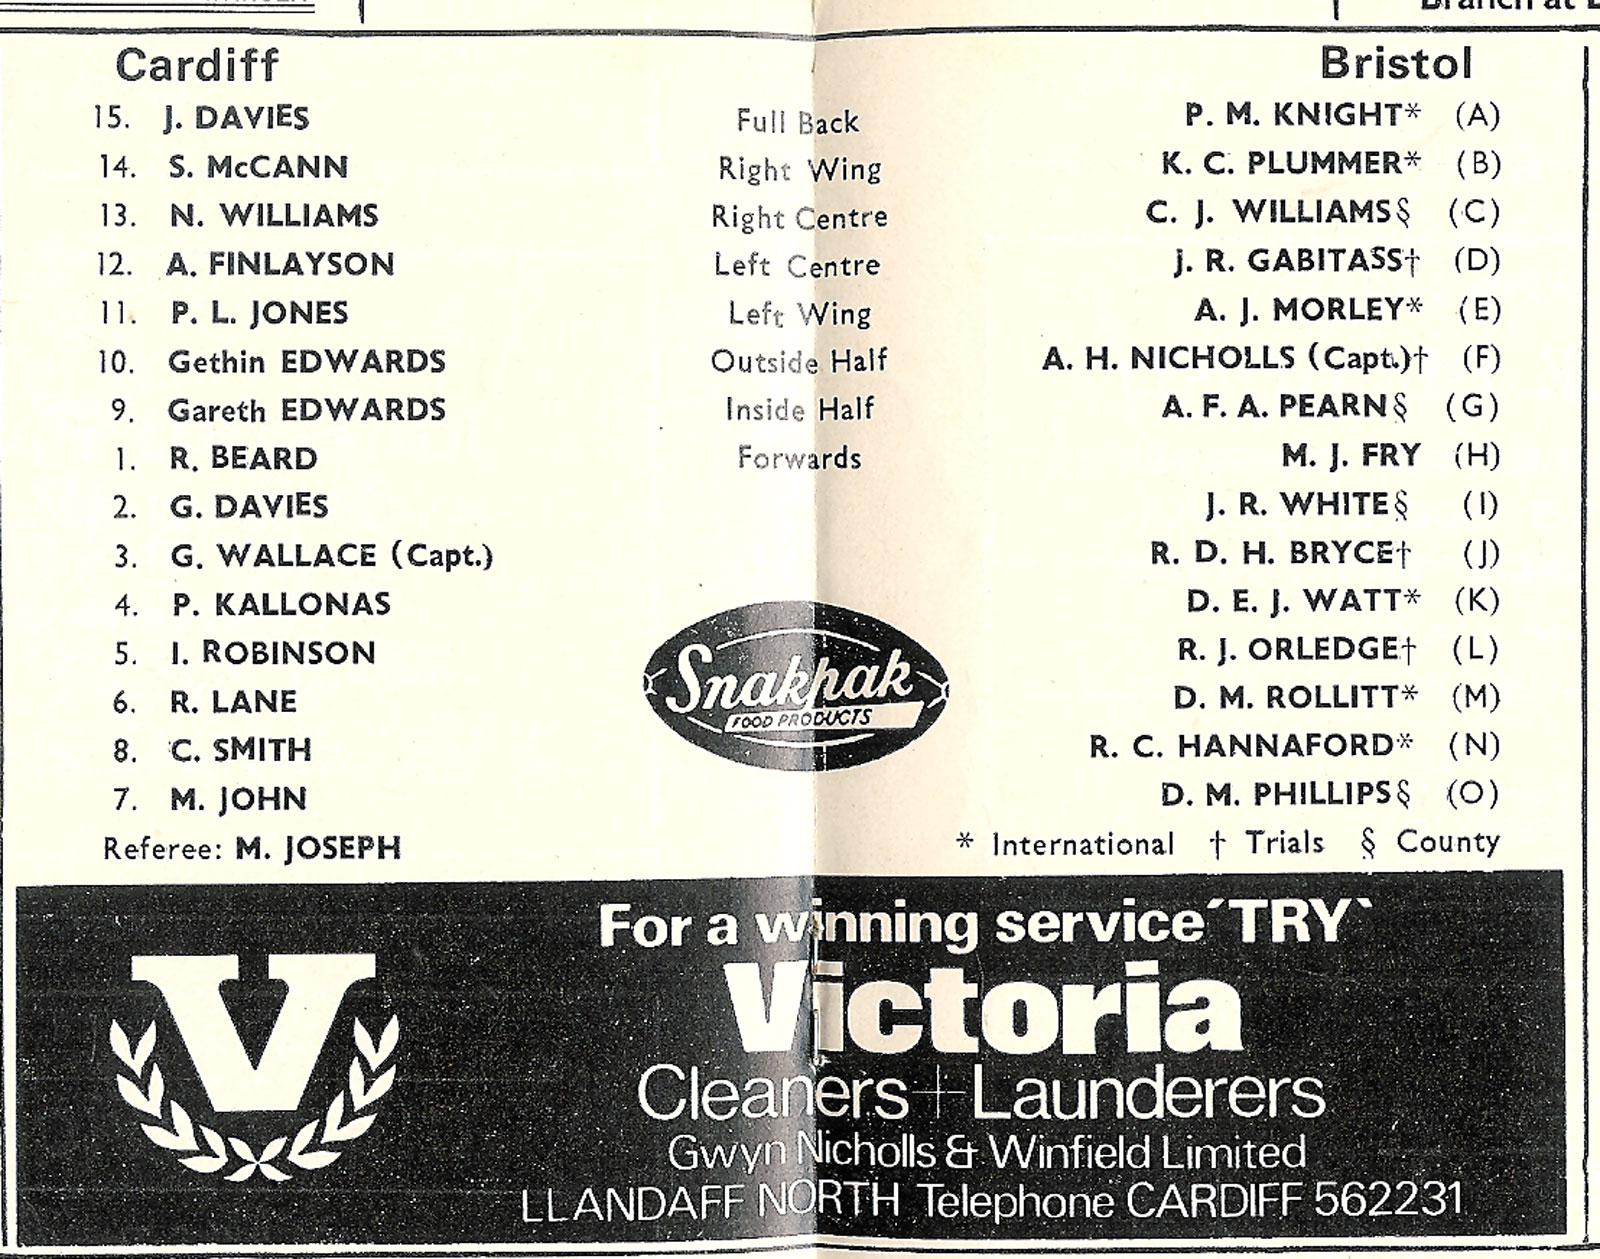 Branch at
Cardiff Bristol
15. J. DAVIES Full Back P. M. KNIGHT* (A)
14. S. McCANN Right Wing K. C. PLUMMER* (B)
13. N. WILLIAMS Right Centre C. J. WILLIAMS§ (C)
12. A. FINLAYSON Left Centre J. R. GABITASS† (D)
11. P. L. JONES Left Wing A. J. MORLEY* (E)
10. Gethin EDWARDS Outside Half A. H. NICHOLLS (Capt.)† (F)
9. Gareth EDWARDS Inside Half A. F. A. PEARN§ (G)
1. R. BEARD Forwards M. J. FRY (H)
2. G. DAVIES J. R. WHITE§ (I)
3. G. WALLACE (Capt.) R. D. H. BRYCE† (J)
4. P. KALLONAS D. E. J. WATT* (K)
5. I. ROBINSON R. J. ORLEDGE† (L)
6. R. LANE D. M. ROLLITT* (M)
8. C. SMITH R. C. HANNAFORD* (N)
7. M. JOHN D. M. PHILLIPS§ (O)
Referee: M. JOSEPH * International † Trials § County
Snakpak
FOOD PRODUCTS
For a winning service ´TRY`
V
Victoria
Cleaners + Launderers
Gwyn Nicholls & Winfield Limited
LLANDAFF NORTH Telephone CARDIFF 562231